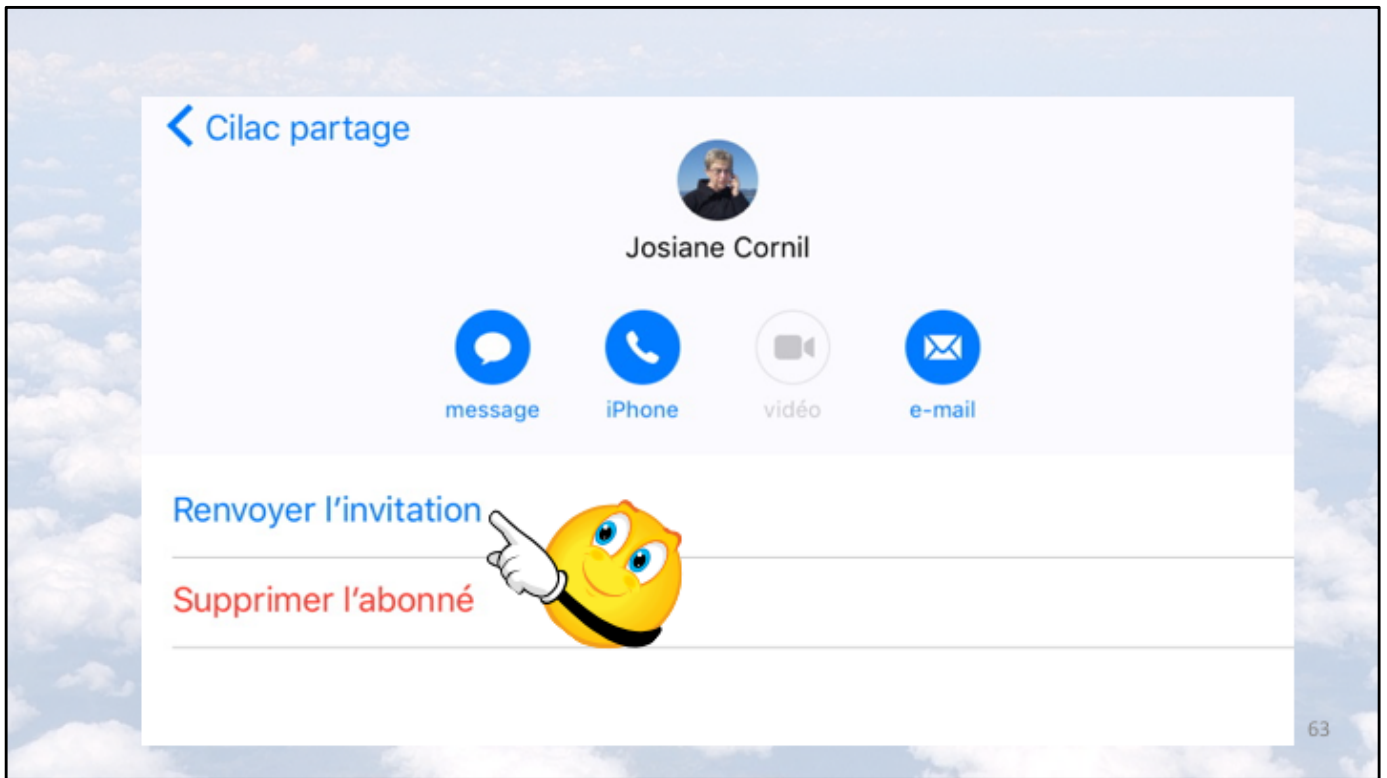 Cilac partage
Josiane Cornil
message iPhone vidéo e-mail
Renvoyer l’invitation
Supprimer l’abonné
63